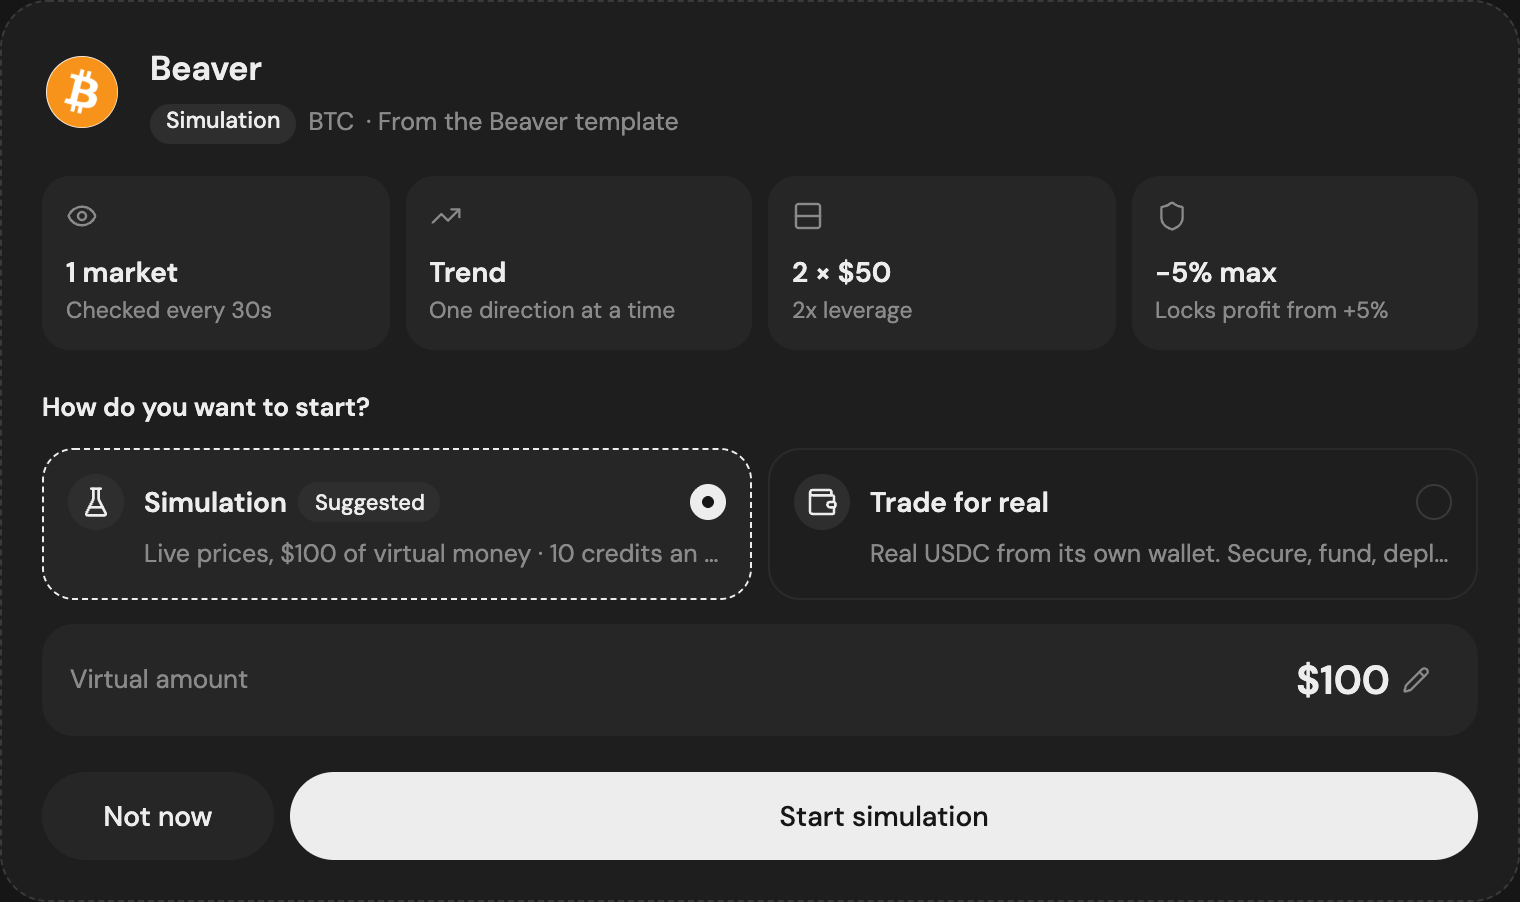 Beaver
Simulation BTC · From the Beaver template
1 market
Checked every 30s
Trend
One direction at a time
2 × $50
2x leverage
-5% max
Locks profit from +5%
How do you want to start?
Simulation Suggested
Live prices, $100 of virtual money · 10 credits an ...
Trade for real
Real USDC from its own wallet. Secure, fund, depl...
Virtual amount
$100
Not now
Start simulation